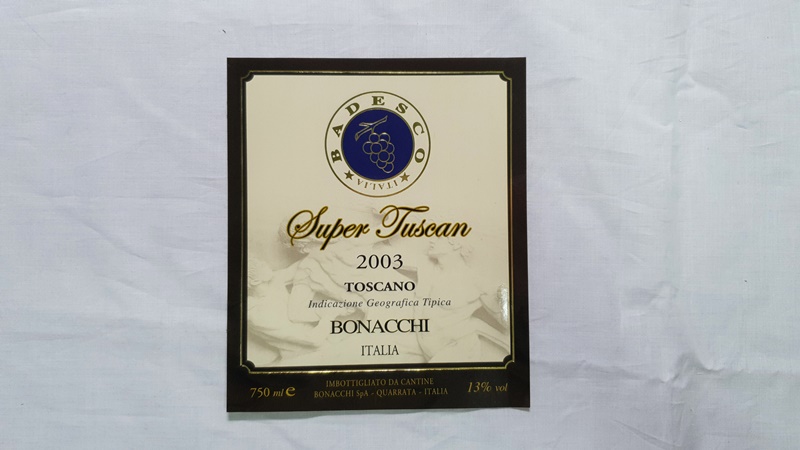 BADESCO
ITALIA
Super Tuscan
2003
TOSCANO
Indicazione Geografica Tipica
BONACCHI
ITALIA
IMBOTTIGLIATO DA CANTINE
750 ml e BONACCHI SpA - QUARRATA - ITALIA 13% vol